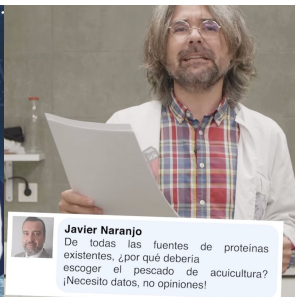 Javier Naranjo
De todas las fuentes de proteínas
existentes, ¿por qué debería
escoger el pescado de acuicultura?
¡Necesito datos, no opiniones!